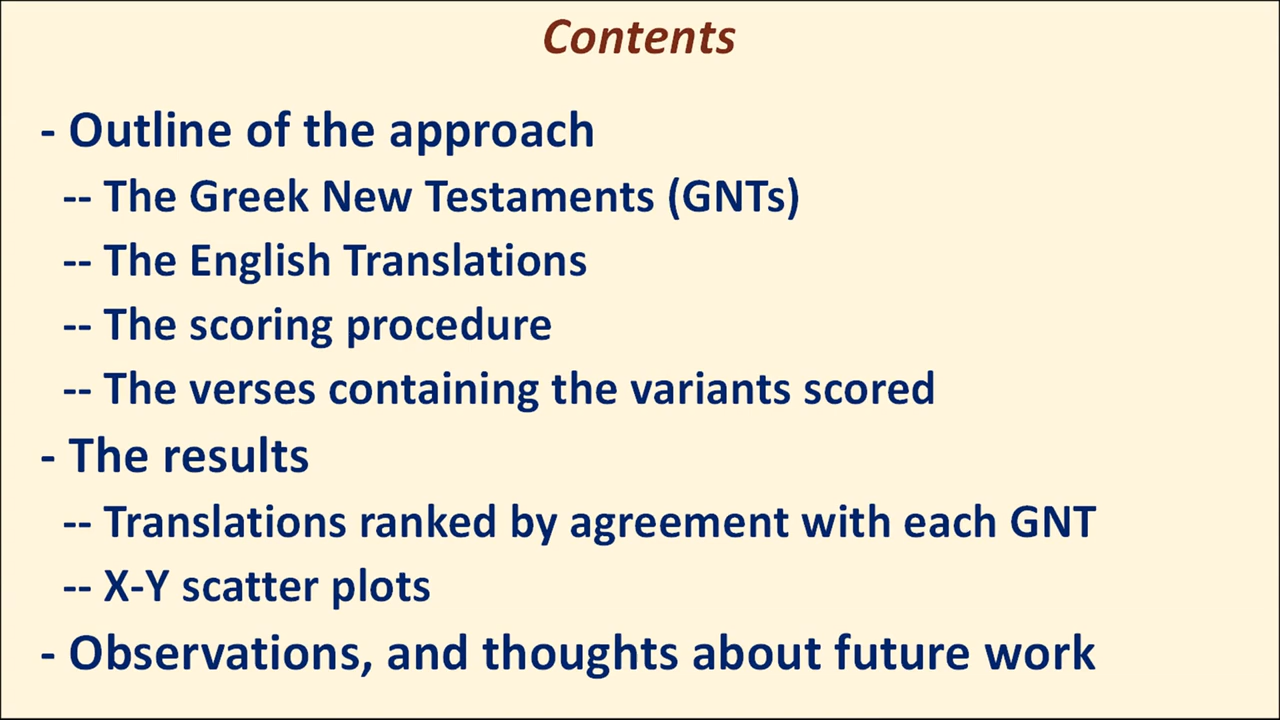 Contents
- Outline of the approach
-- The Greek New Testaments (GNTs)
-- The English Translations
-- The scoring procedure
-- The verses containing the variants scored
- The results
-- Translations ranked by agreement with each GNT
-- X-Y scatter plots
- Observations, and thoughts about future work